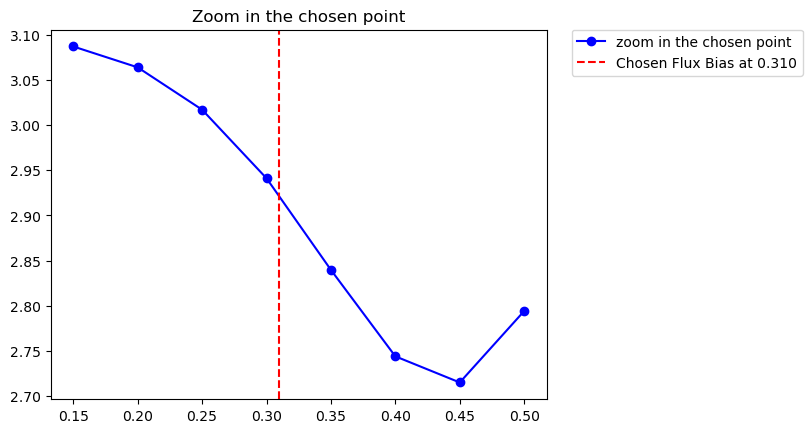 Zoom in the chosen point
zoom in the chosen point
Chosen Flux Bias at 0.310
3.10
3.05
3.00
2.95
2.90
2.85
2.80
2.75
2.70
0.15 0.20 0.25 0.30 0.35 0.40 0.45 0.50